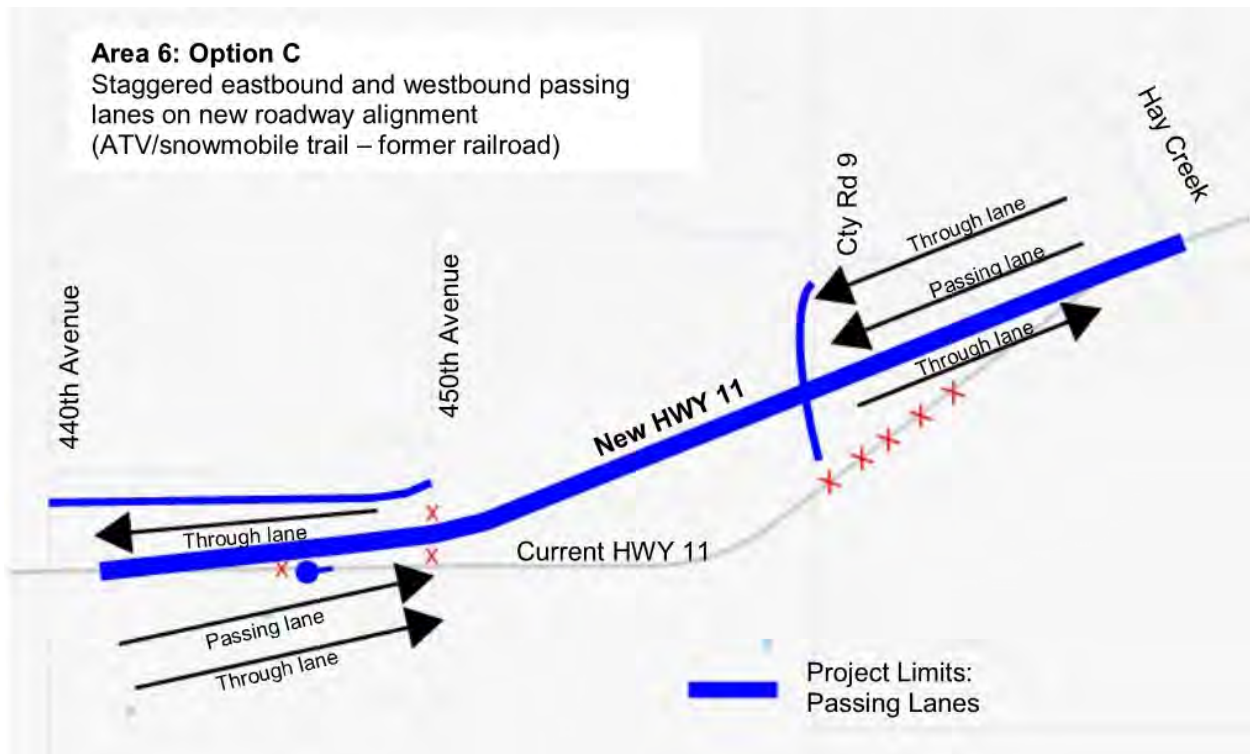 Area 6: Option C
Staggered eastbound and westbound passing
lanes on new roadway alignment
(ATV/snowmobile trail – former railroad)
Hay Creek
Cty Rd 9
Through lane
Passing lane
Through lane
440th Avenue
450th Avenue
New HWY 11
Through lane
Current HWY 11
Passing lane
Through lane
Project Limits:
Passing Lanes